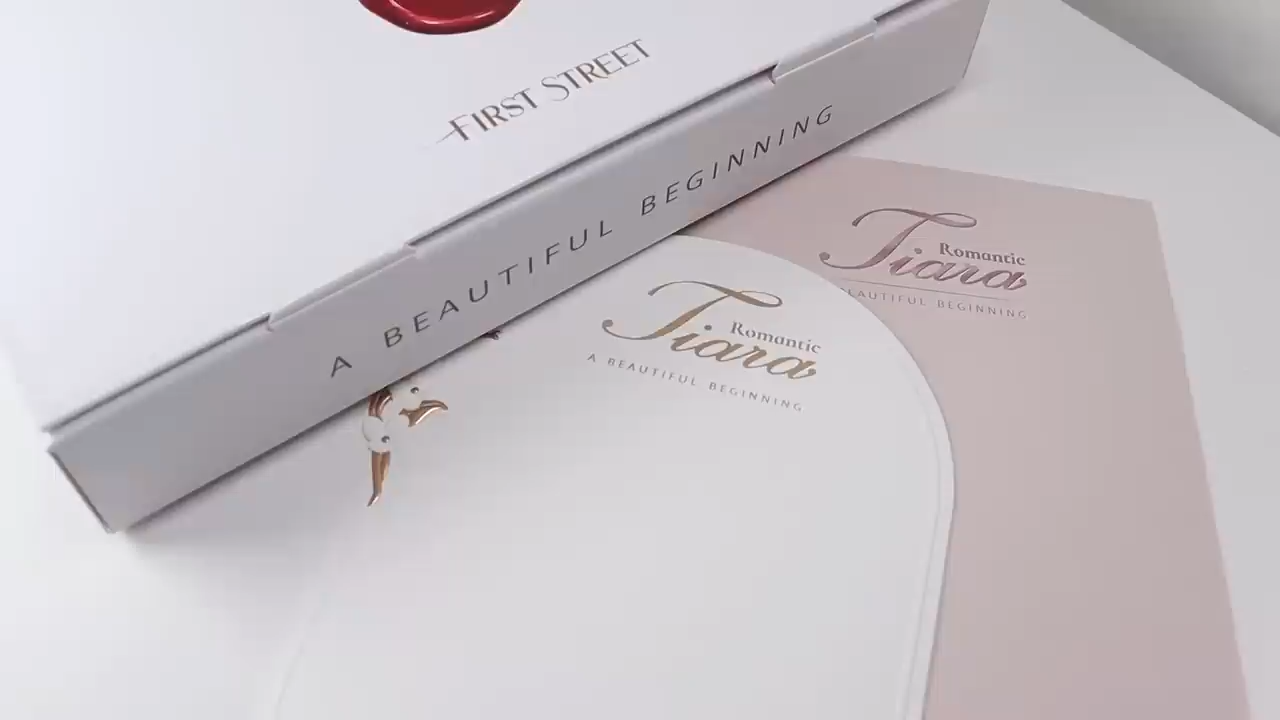 FIRST STREET
A BEAUTIFUL BEGINNING
Romantic
Tiara
A BEAUTIFUL BEGINNING
Romantic
Tiara
BEAUTIFUL BEGINNING